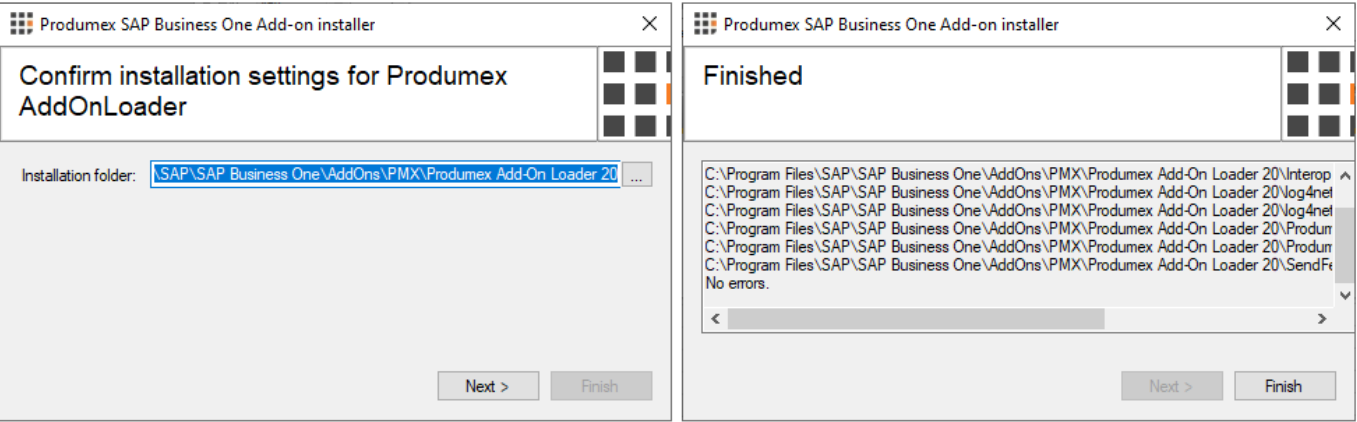 Produmex SAP Business One Add-on installer
Confirm installation settings for Produmex
AddOnLoader
Installation folder: \SAP\SAP Business One\AddOns\PMX\Produmex Add-On Loader 20 ...
Next > Finish
Produmex SAP Business One Add-on installer
Finished
C:\Program Files\SAP\SAP Business One\AddOns\PMX\Produmex Add-On Loader 20\Interop
C:\Program Files\SAP\SAP Business One\AddOns\PMX\Produmex Add-On Loader 20\log4net
C:\Program Files\SAP\SAP Business One\AddOns\PMX\Produmex Add-On Loader 20\log4net
C:\Program Files\SAP\SAP Business One\AddOns\PMX\Produmex Add-On Loader 20\Produm
C:\Program Files\SAP\SAP Business One\AddOns\PMX\Produmex Add-On Loader 20\Produm
C:\Program Files\SAP\SAP Business One\AddOns\PMX\Produmex Add-On Loader 20\SendFe
No errors.
Next > Finish